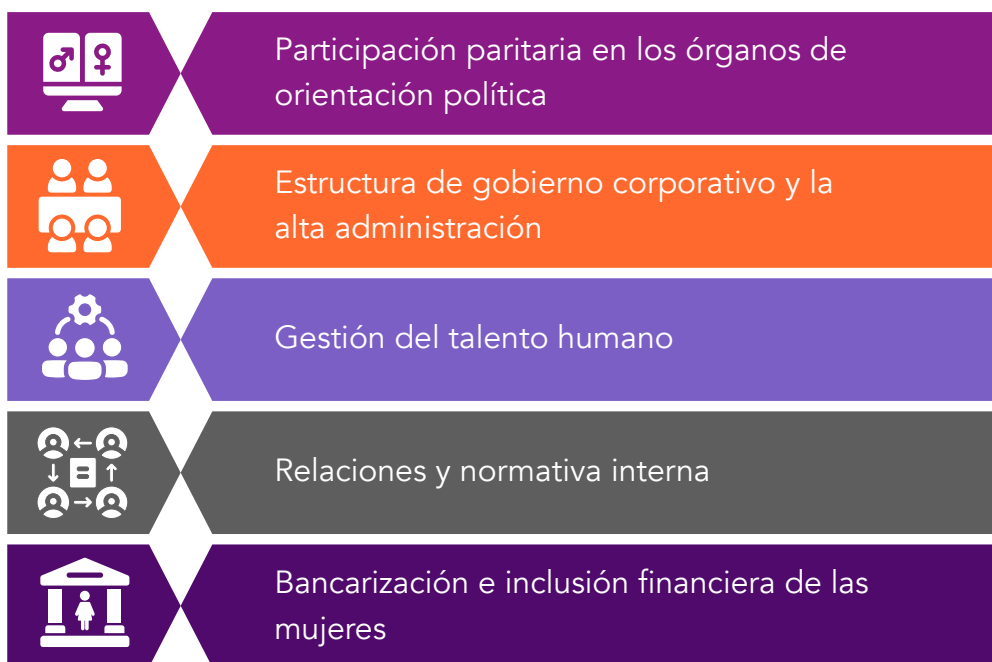 Participación paritaria en los órganos de
orientación política
Estructura de gobierno corporativo y la
alta administración
Gestión del talento humano
Relaciones y normativa interna
Bancarización e inclusión financiera de las
mujeres